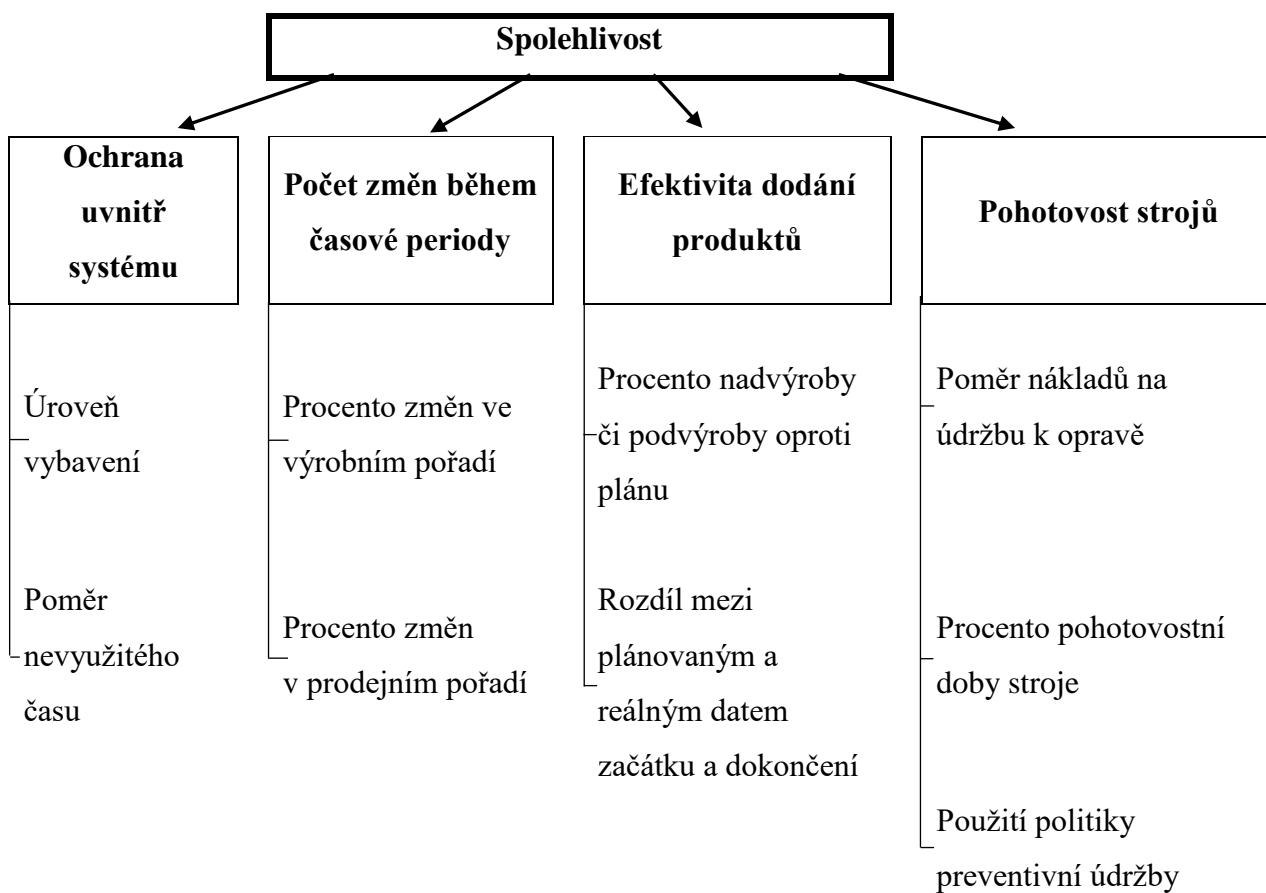 Spolehlivost
Ochrana
uvnitř
systému
Počet změn během
časové periody
Efektivita dodání
produktů
Pohotovost strojů
Úroveň
vybavení
Poměr
nevyužitého
času
Procento změn ve
výrobním pořadí
Procento změn
v prodejním pořadí
Procento nadvýroby
či podvýroby oproti
plánu
Rozdíl mezi
plánovaným a
reálným datem
začátku a dokončení
Poměr nákladů na
údržbu k opravě
Procento pohotovostní
doby stroje
Použití politiky
preventivní údržby